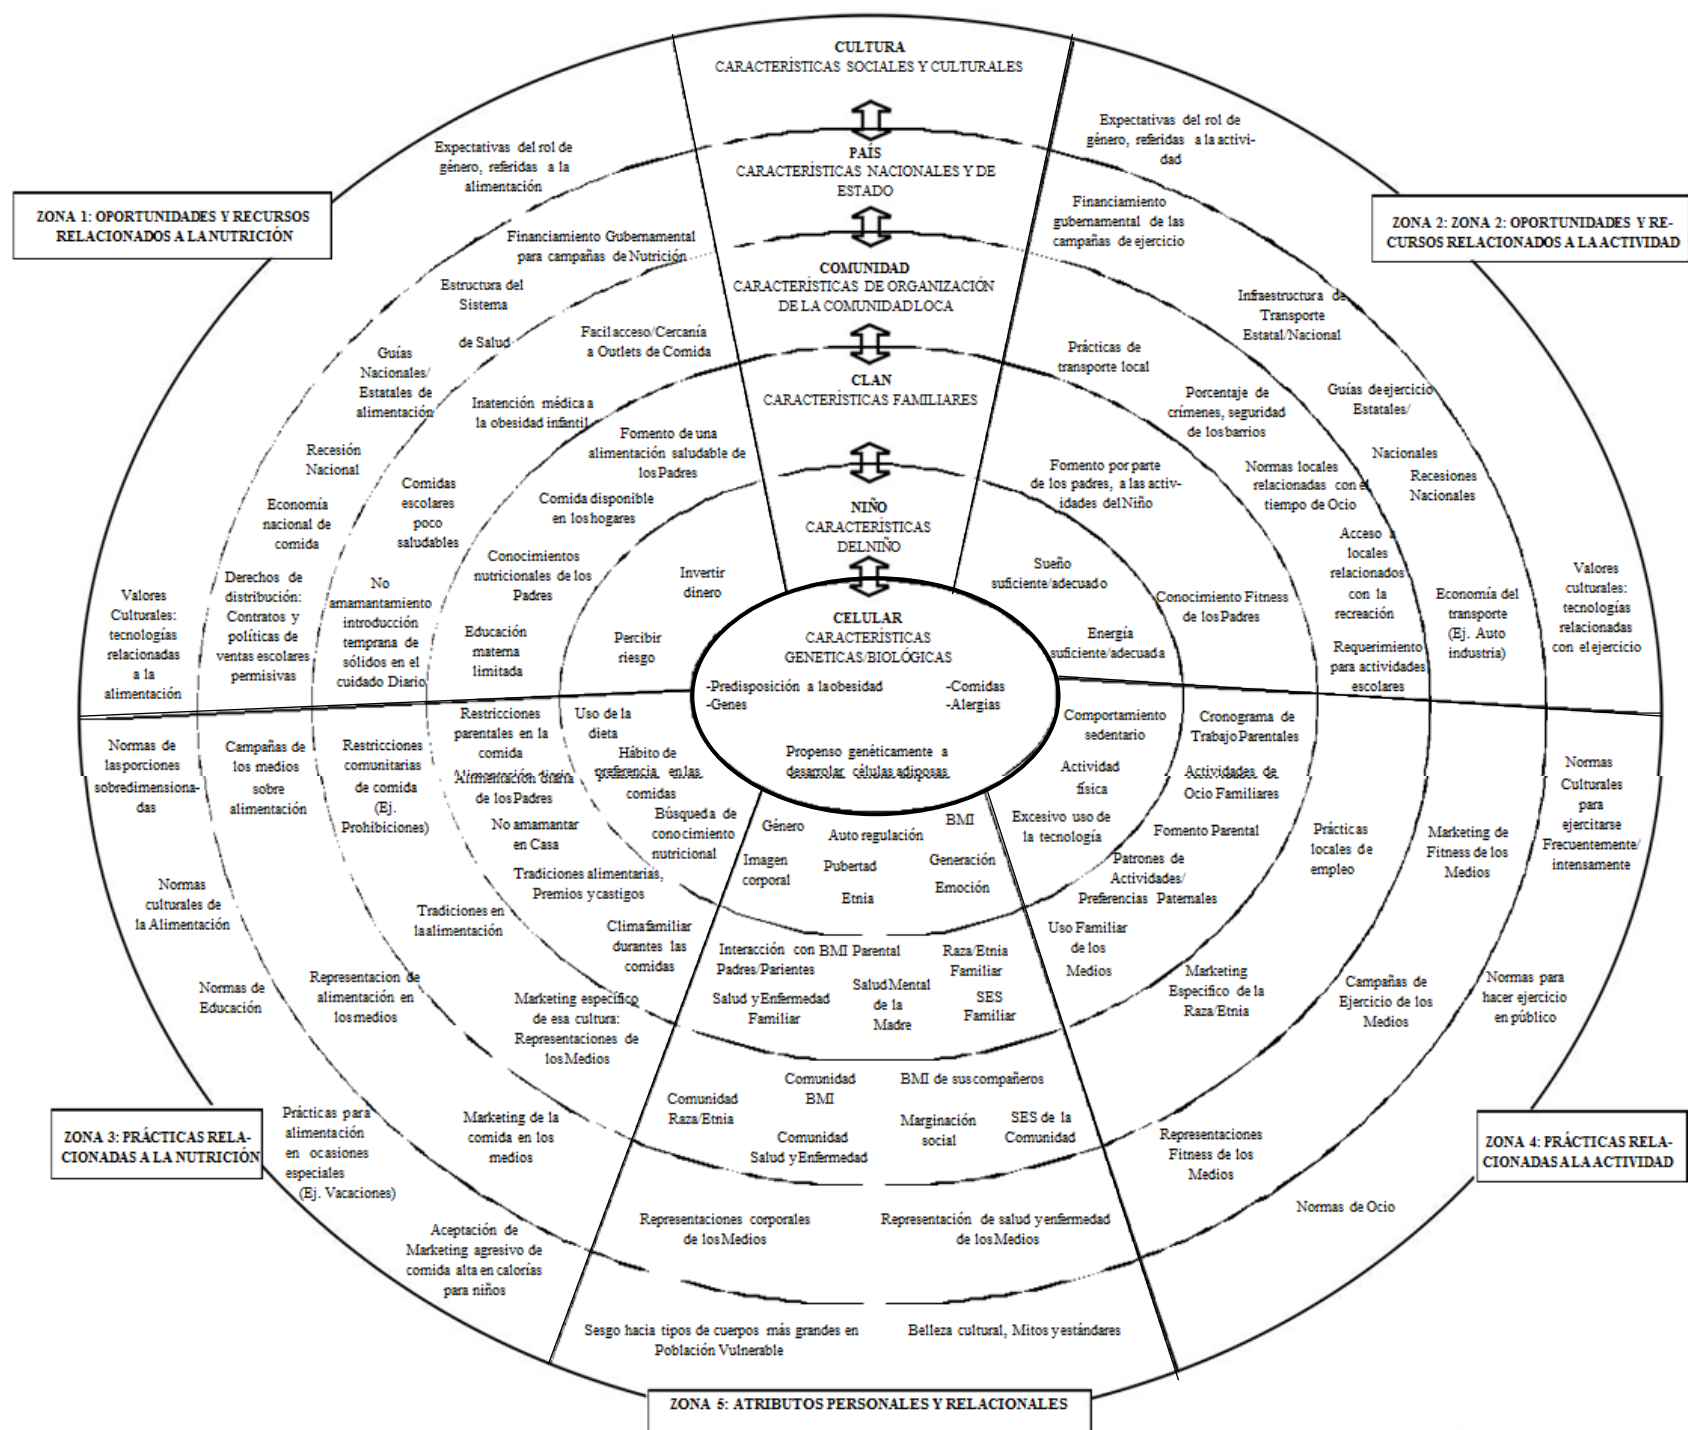 CULTURA
CARACTERÍSTICAS SOCIALES Y CULTURALES
PAÍS
CARACTERÍSTICAS NACIONALES Y DE
ESTADO
COMUNIDAD
CARACTERÍSTICAS DE ORGANIZACIÓN
DE LA COMUNIDAD LOCA
CLAN
CARACTERÍSTICAS FAMILIARES
NIÑO
CARACTERÍSTICAS
DEL NIÑO
CELULAR
CARACTERÍSTICAS
GENETICAS/BIOLÓGICAS
-Predisposición a la obesidad
-Genes
-Comidas
-Alergias
Propenso genéticamente a
desarrolar células adiposas
ZONA 1: OPORTUNIDADES Y RECURSOS
RELACIONADOS A LA NUTRICIÓN
Expectativas del rol de
género, referidas a la
alimentación
Financiamiento Gubernamental
para campañas de Nutrición
Estructura del
Sistema
de Salud
Facil acceso/Cercanía
a Outlets de Comida
Guías
Nacionales/
Estatales de
alimentación
Inatención médica a
la obesidad infantil
Fomento de una
alimentación saludable de
los Padres
Recesión
Nacional
Comidas
escolares
poco
saludables
Comida disponible
en los hogares
Economía
nacional de
comida
Conocimientos
nutricionales de los
Padres
Invertir
dinero
Valores
Culturales:
tecnologías
relacionadas
a la
alimentación
Derechos de
distribución:
Contratos y
políticas de
ventas escolares
permisivas
No
amamantamiento
introducción
temprana de
sólidos en el
cuidado Diario
Educación
materna
limitada
Percibir
riesgo
ZONA 2: ZONA 2: OPORTUNIDADES Y RE-
CURSOS RELACIONADOS A LA ACTIVIDAD
Expectativas del rol de
género, referidas a la activi-
dad
Financiamiento
gubernamental de las
campañas de ejercicio
Infraestructura de
Transporte
Estatal/Nacional
Prácticas de
transporte local
Guías de ejercicio
Estatales/
Nacionales
Porcentaje de
crímenes, seguridad
de los barrios
Recesiones
Nacionales
Fomento por parte
de los padres, a las activ-
idades del Niño
Normas locales
relacionadas con el
tiempo de Ocio
Acceso a
locales
relacionados
con la
recreación
Sueño
suficiente/adecuado
Conocimiento Fitness
de los Padres
Economía del
transporte
(Ej. Auto
industria)
Valores
culturales:
tecnologías
relacionadas
con el ejercicio
Energía
suficiente/adecuada
Requerimiento
para actividades
escolares
ZONA 3: PRÁCTICAS RELA-
CIONADAS A LA NUTRICIÓN
Normas de
las porciones
sobredimensiona-
das
Campañas de
los medios
sobre
alimentación
Restricciones
comunitarias
de comida
(Ej.
Prohibiciones)
Restricciones
parentales en la
comida
Alimentación diaria
de los Padres
Uso de la
dieta
Hábito de
preferencia en las
comidas
No amamantar
en Casa
Búsqueda de
conocimiento
nutricional
Tradiciones alimentarias,
Premios y castigos
Normas
culturales de
la Alimentación
Tradiciones en
la alimentación
Clima familiar
durantes las
comidas
Normas de
Educación
Representacion de
alimentación en
los medios
Marketing específico
de esa cultura:
Representaciones de
los Medios
Prácticas para
alimentación
en ocasiones
especiales
(Ej. Vacaciones)
Marketing de la
comida en los
medios
Aceptación de
Marketing agresivo de
comida alta en calorías
para niños
ZONA 4: PRÁCTICAS RELA-
CIONADAS A LA ACTIVIDAD
Comportamiento
sedentario
Cronograma de
Trabajo Parentales
Actividad
física
Actividades de
Ocio Familiares
Normas
Culturales
para
ejercitarse
Frecuentemente/
intensamente
Excesivo uso de
la tecnología
Fomento Parental
Prácticas
locales de
empleo
Marketing de
Fitness de los
Medios
Patrones de
Actividades/
Preferencias Paternales
Uso Familiar
de los
Medios
Marketing
Especifico de la
Raza/Etnia
Campañas de
Ejercicio de los
Medios
Normas para
hacer ejercicio
en público
Representaciones
Fitness de los
Medios
Normas de Ocio
Género
Auto regulación
BMI
Imagen
corporal
Pubertad
Generación
Etnia
Emoción
Interacción con
Padres/Parientes
BMI Parental
Raza/Etnia
Familiar
Salud y Enfermedad
Familiar
Salud Mental
de la
Madre
SES
Familiar
Comunidad
BMI
BMI de sus compañeros
Comunidad
Raza/Etnia
Marginación
social
SES de la
Comunidad
Comunidad
Salud y Enfermedad
Representaciones corporales
de los Medios
Representación de salud y enfermedad
de los Medios
Sesgo hacia tipos de cuerpos más grandes en
Población Vulnerable
Belleza cultural, Mitos y estándares
ZONA 5: ATRIBUTOS PERSONALES Y RELACIONALES